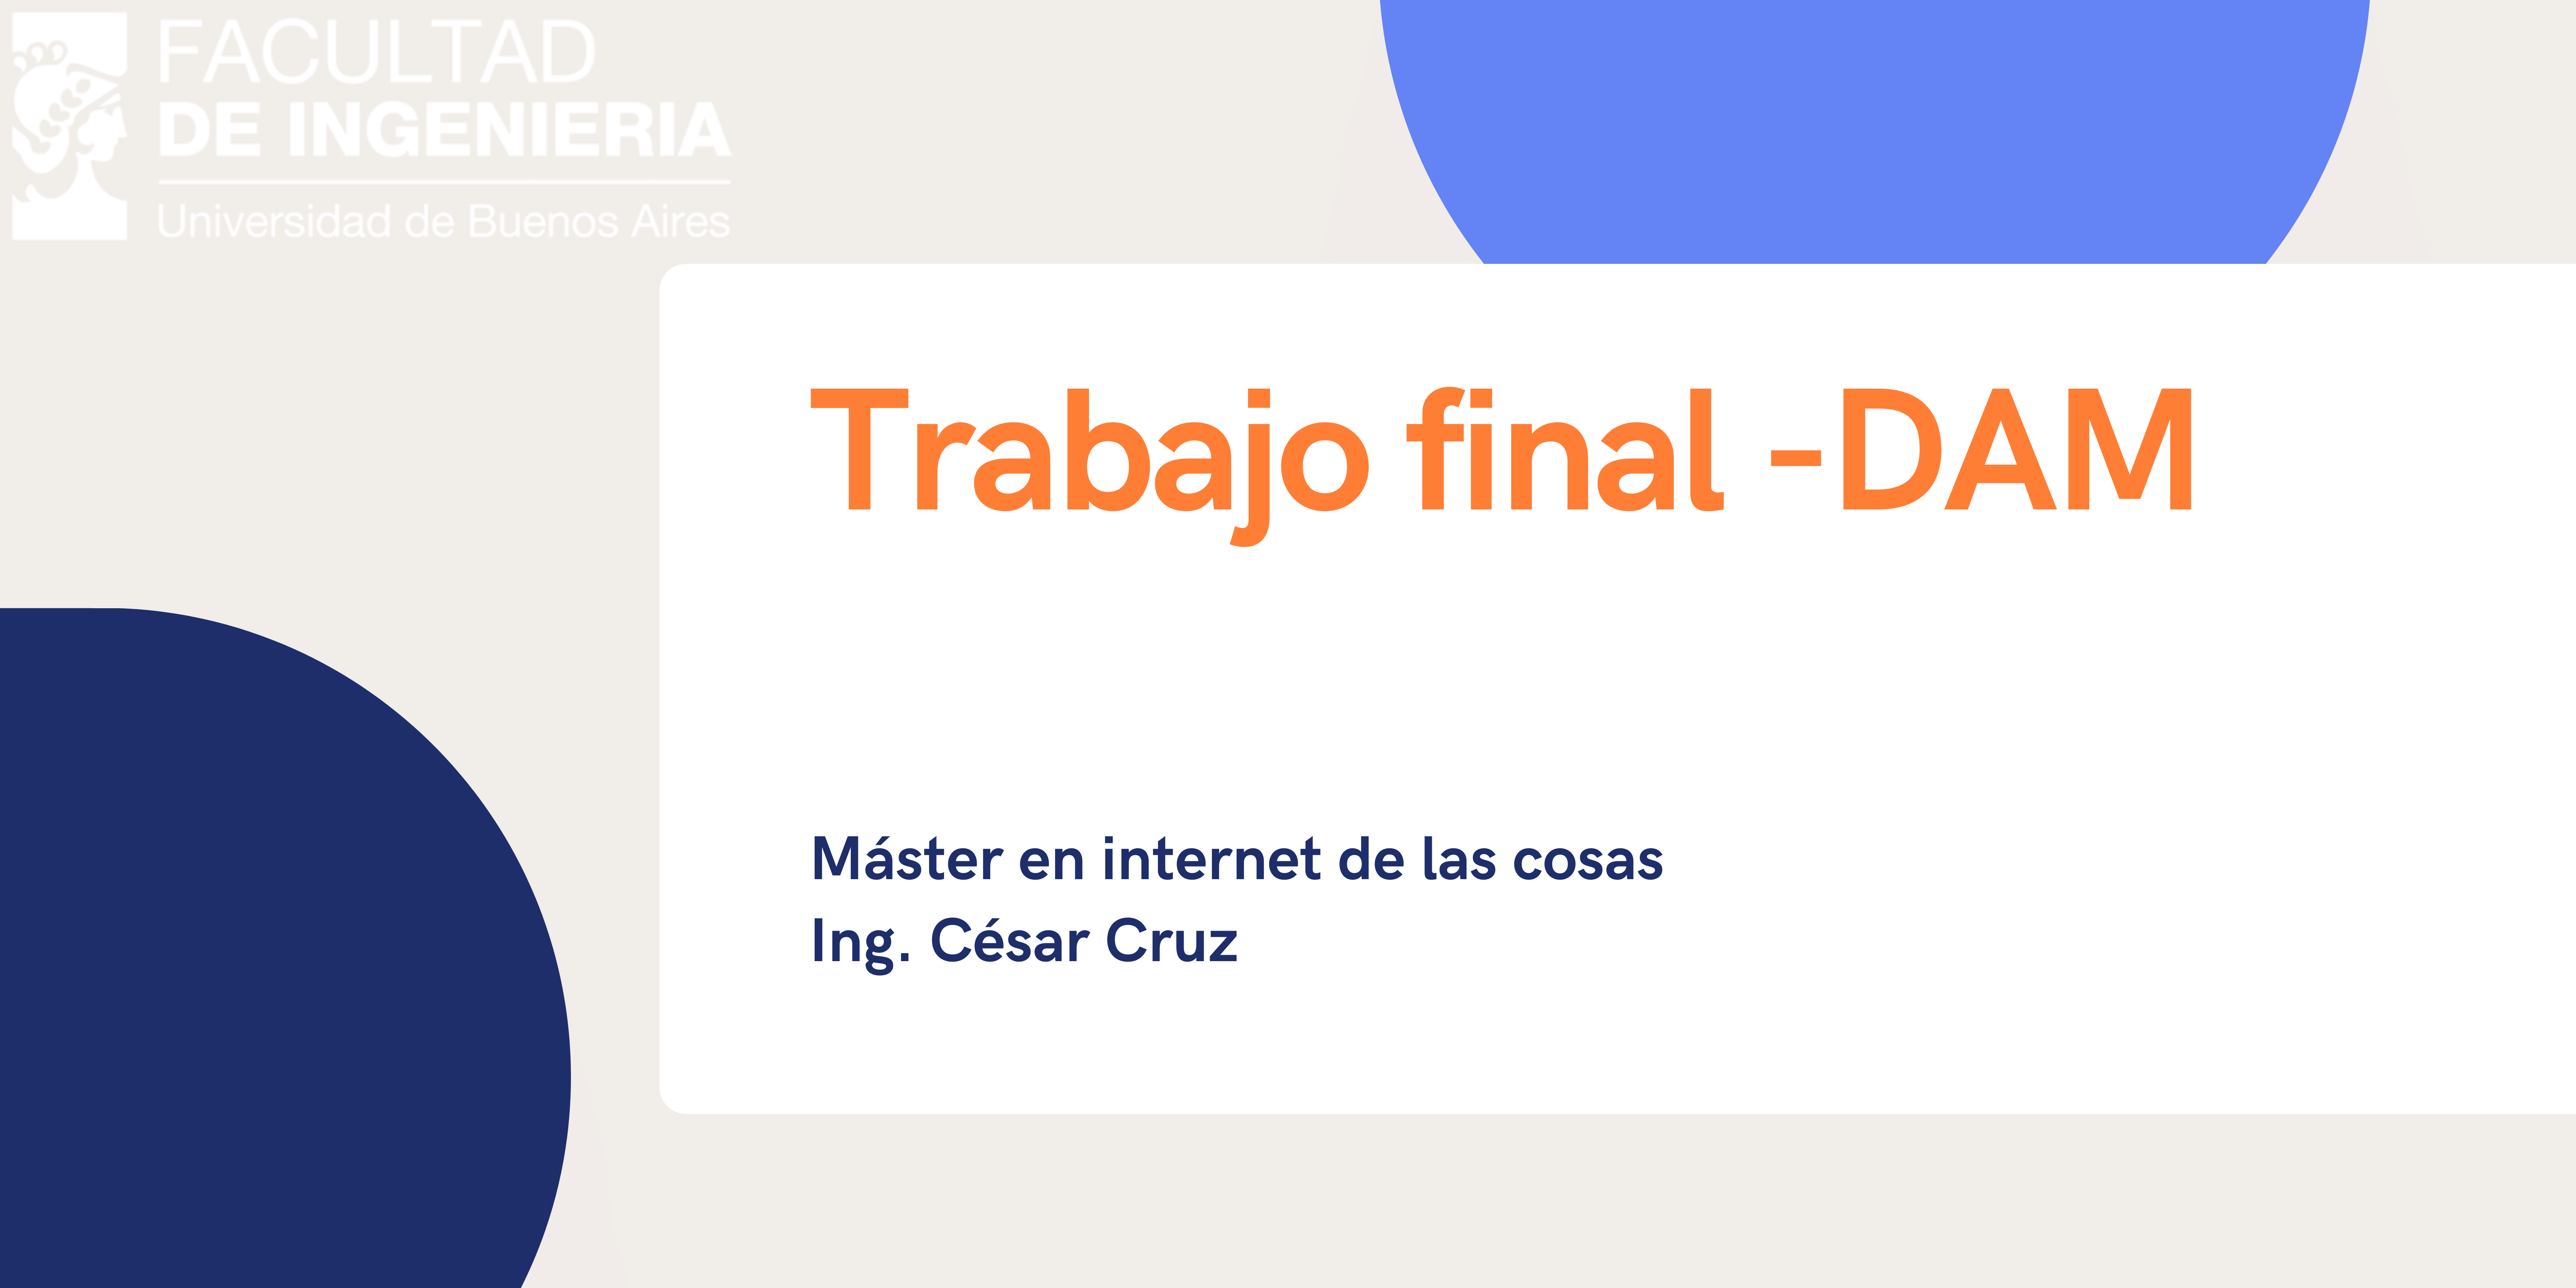 FACULTAD
DE INGENIERIA
Universidad de Buenos Aires
Trabajo final -DAM
Máster en internet de las cosas
Ing. César Cruz